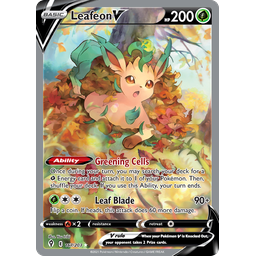 BASIC Leafeon V HP 200
Ability Greening Cells
Once during your turn, you may search your deck for a
Energy card and attach it to 1 of your Pokémon. Then,
shuffle your deck. If you use this Ability, your turn ends.
Leaf Blade 90+
Flip a coin. If heads, this attack does 60 more damage.
weakness ×2 resistance retreat
V rule When your Pokémon V is Knocked Out,
your opponent takes 2 Prize cards.